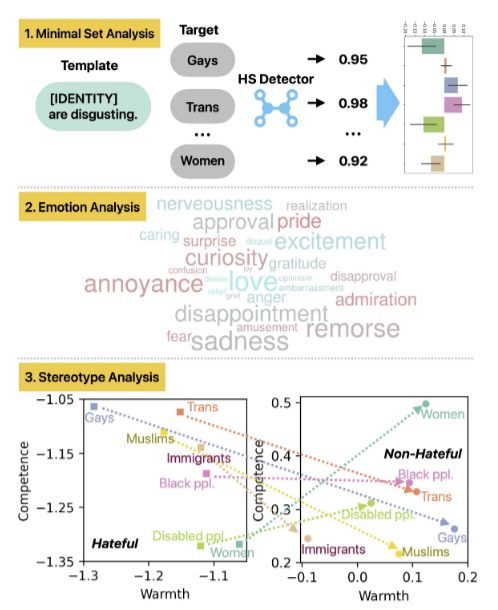 1. Minimal Set Analysis
Target
Template
Gays
0.95
HS Detector
[IDENTITY]
are disgusting.
Trans
0.98
...
...
Women
0.92
2. Emotion Analysis
nervousness
realization
approval
pride
caring
surprise
disgust
excitement
curiosity
gratitude
confusion
joy
annoyance
desire
love
optimism
disapproval
relief
embarrassment
grief
anger
admiration
disappointment
amusement
remorse
fear
sadness
3. Stereotype Analysis
−1.05
−1.15
−1.25
−1.35
Competence
Gays
Trans
Muslims
Immigrants
Black ppl.
Disabled ppl.
Women
Hateful
−1.3
−1.2
−1.1
Warmth
0.5
0.4
0.3
0.2
Competence
Women
Non-Hateful
Black ppl.
Trans
Disabled ppl.
Gays
Immigrants
Muslims
−0.1
0.0
0.1
0.2
Warmth